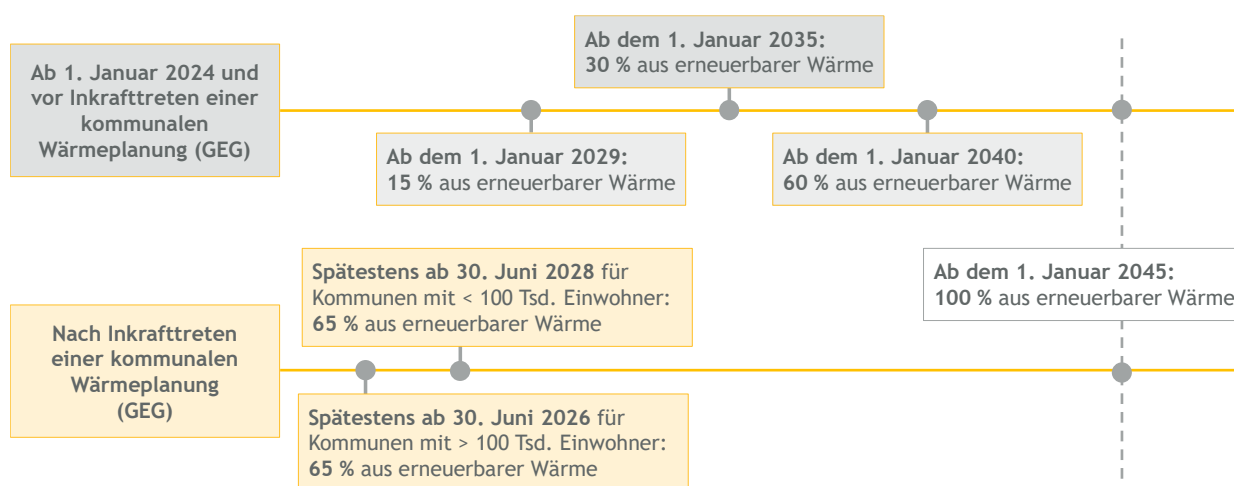 Ab 1. Januar 2024 und
vor Inkrafttreten einer
kommunalen
Wärmeplanung (GEG)
Ab dem 1. Januar 2035:
30 % aus erneuerbarer Wärme
Ab dem 1. Januar 2029:
15 % aus erneuerbarer Wärme
Ab dem 1. Januar 2040:
60 % aus erneuerbarer Wärme
Nach Inkrafttreten
einer kommunalen
Wärmeplanung
(GEG)
Spätestens ab 30. Juni 2028 für
Kommunen mit < 100 Tsd. Einwohner:
65 % aus erneuerbarer Wärme
Spätestens ab 30. Juni 2026 für
Kommunen mit > 100 Tsd. Einwohner:
65 % aus erneuerbarer Wärme
Ab dem 1. Januar 2045:
100 % aus erneuerbarer Wärme